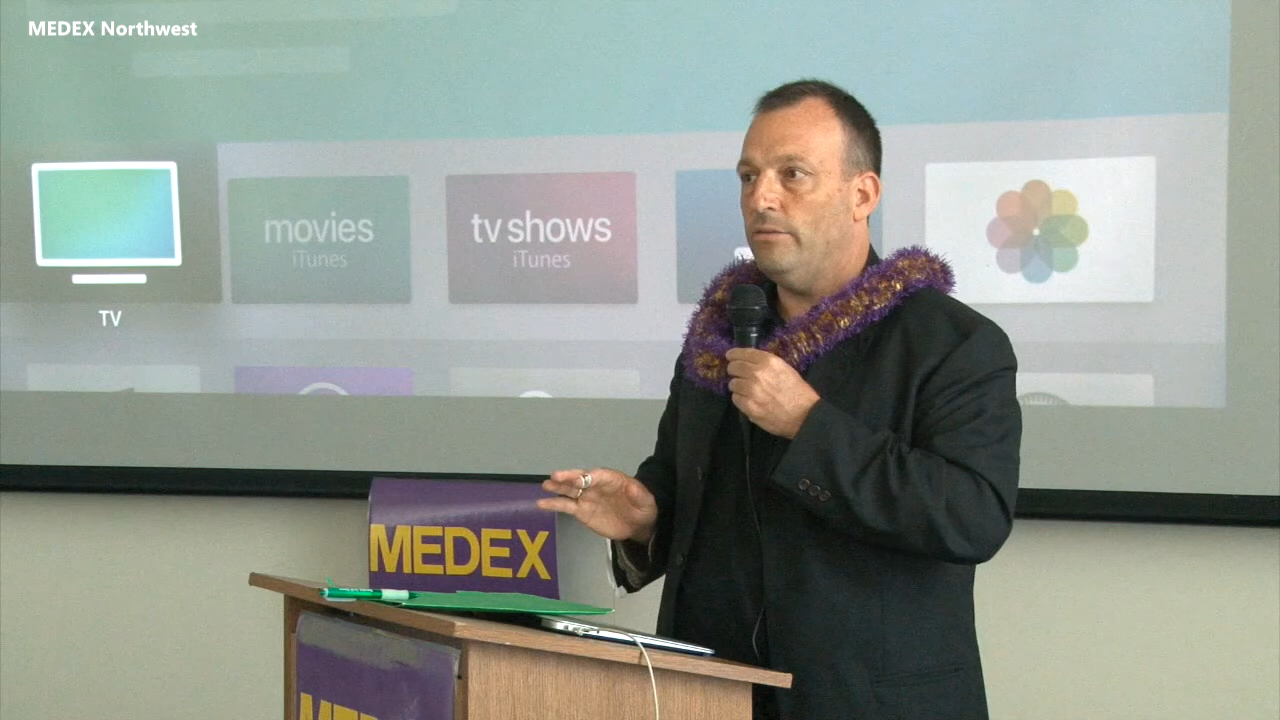 MEDEX Northwest
movies
iTunes
tv shows
iTunes
TV
MEDEX